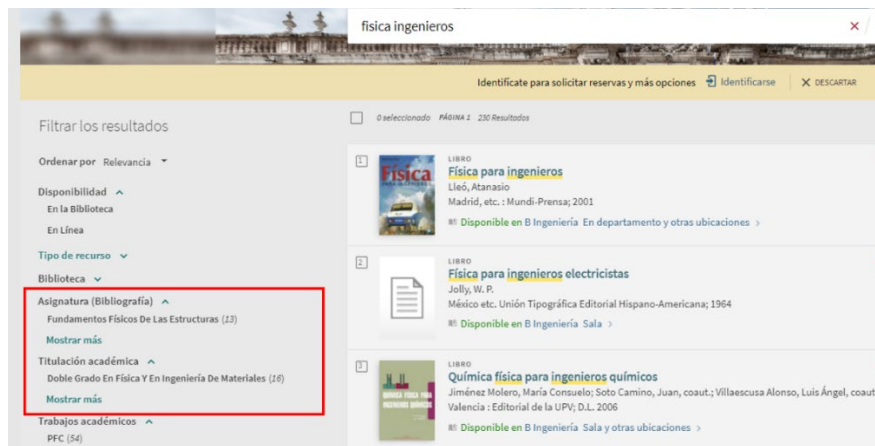 fisica ingenieros
Identifícate para solicitar reservas y más opciones Identificarse DESCARTAR
Filtrar los resultados
Ordenar por Relevancia
Disponibilidad
En la Biblioteca
En Línea
Tipo de recurso
Biblioteca
Asignatura (Bibliografía)
Fundamentos Físicos De Las Estructuras (13)
Mostrar más
Titulación académica
Doble Grado En Física Y En Ingeniería De Materiales (16)
Mostrar más
Trabajos académicos
PFC (54)
0 seleccionado PÁGINA 1 230 Resultados
1
Física
LIBRO
Física para ingenieros
Lleó, Atanasio
Madrid, etc. : Mundi-Prensa; 2001
Disponible en B Ingeniería En departamento y otras ubicaciones
2
LIBRO
Física para ingenieros electricistas
Jolly, W. P.
México etc. Unión Tipográfica Editorial Hispano-Americana; 1964
Disponible en B Ingeniería Sala
3
QUÍMICA FÍSICA PARA
INGENIEROS QUÍMICOS
LIBRO
Química física para ingenieros químicos
Jiménez Molero, María Consuelo; Soto Camino, Juan, coaut.; Villaescusa Alonso, Luis Ángel, coaut
Valencia : Editorial de la UPV; D.L. 2006
Disponible en B Ingeniería Sala y otras ubicaciones